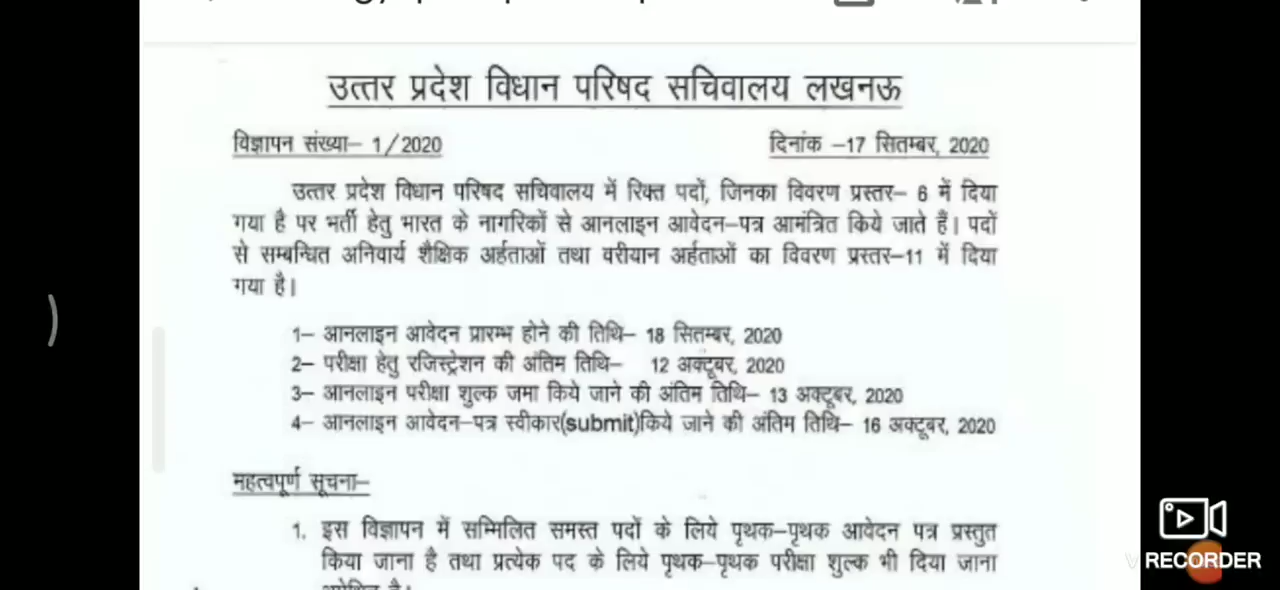 उत्तर प्रदेश विधान परिषद सचिवालय लखनऊ
विज्ञापन संख्या– 1/2020 दिनांक –17 सितम्बर, 2020
उत्तर प्रदेश विधान परिषद सचिवालय में रिक्त पदों, जिनका विवरण प्रस्तर– 6 में दिया
गया है पर भर्ती हेतु भारत के नागरिकों से आनलाइन आवेदन–पत्र आमंत्रित किये जाते हैं। पदों
से सम्बन्धित अनिवार्य शैक्षिक अर्हताओं तथा वरीयान अर्हताओं का विवरण प्रस्तर–11 में दिया
गया है।
1– आनलाइन आवेदन प्रारम्भ होने की तिथि– 18 सितम्बर, 2020
2– परीक्षा हेतु रजिस्ट्रेशन की अंतिम तिथि– 12 अक्टूबर, 2020
3– आनलाइन परीक्षा शुल्क जमा किये जाने की अंतिम तिथि– 13 अक्टूबर, 2020
4– आनलाइन आवेदन–पत्र स्वीकार(submit)किये जाने की अंतिम तिथि– 16 अक्टूबर, 2020
महत्वपूर्ण सूचना–
1. इस विज्ञापन में सम्मिलित समस्त पदों के लिये पृथक–पृथक आवेदन पत्र प्रस्तुत
किया जाना है तथा प्रत्येक पद के लिये पृथक–पृथक परीक्षा शुल्क भी दिया जाना
V RECORDER